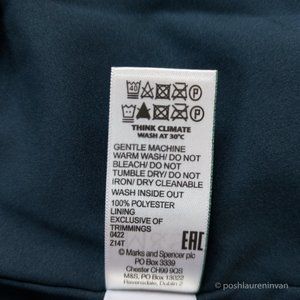 40
P
P
THINK CLIMATE
WASH AT 30°C
GENTLE MACHINE
WARM WASH/ DO NOT
BLEACH/ DO NOT
TUMBLE DRY/ DO NOT
IRON/ DRY CLEANABLE
WASH INSIDE OUT
100% POLYESTER
LINING
EXCLUSIVE OF
TRIMMINGS
0422
Z14T
EAC
© Marks and Spencer plc
PO Box 3339
Chester CH99 9QS
M&S, PO Box 13022
Ravensdale, Dublin 2
© poshlaureninvan